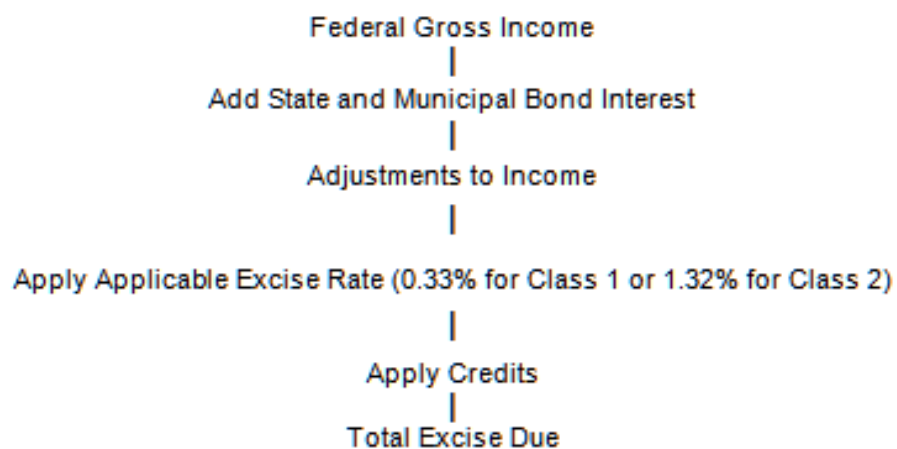 Federal Gross Income
Add State and Municipal Bond Interest
Adjustments to Income
Apply Applicable Excise Rate (0.33% for Class 1 or 1.32% for Class 2)
Apply Credits
Total Excise Due